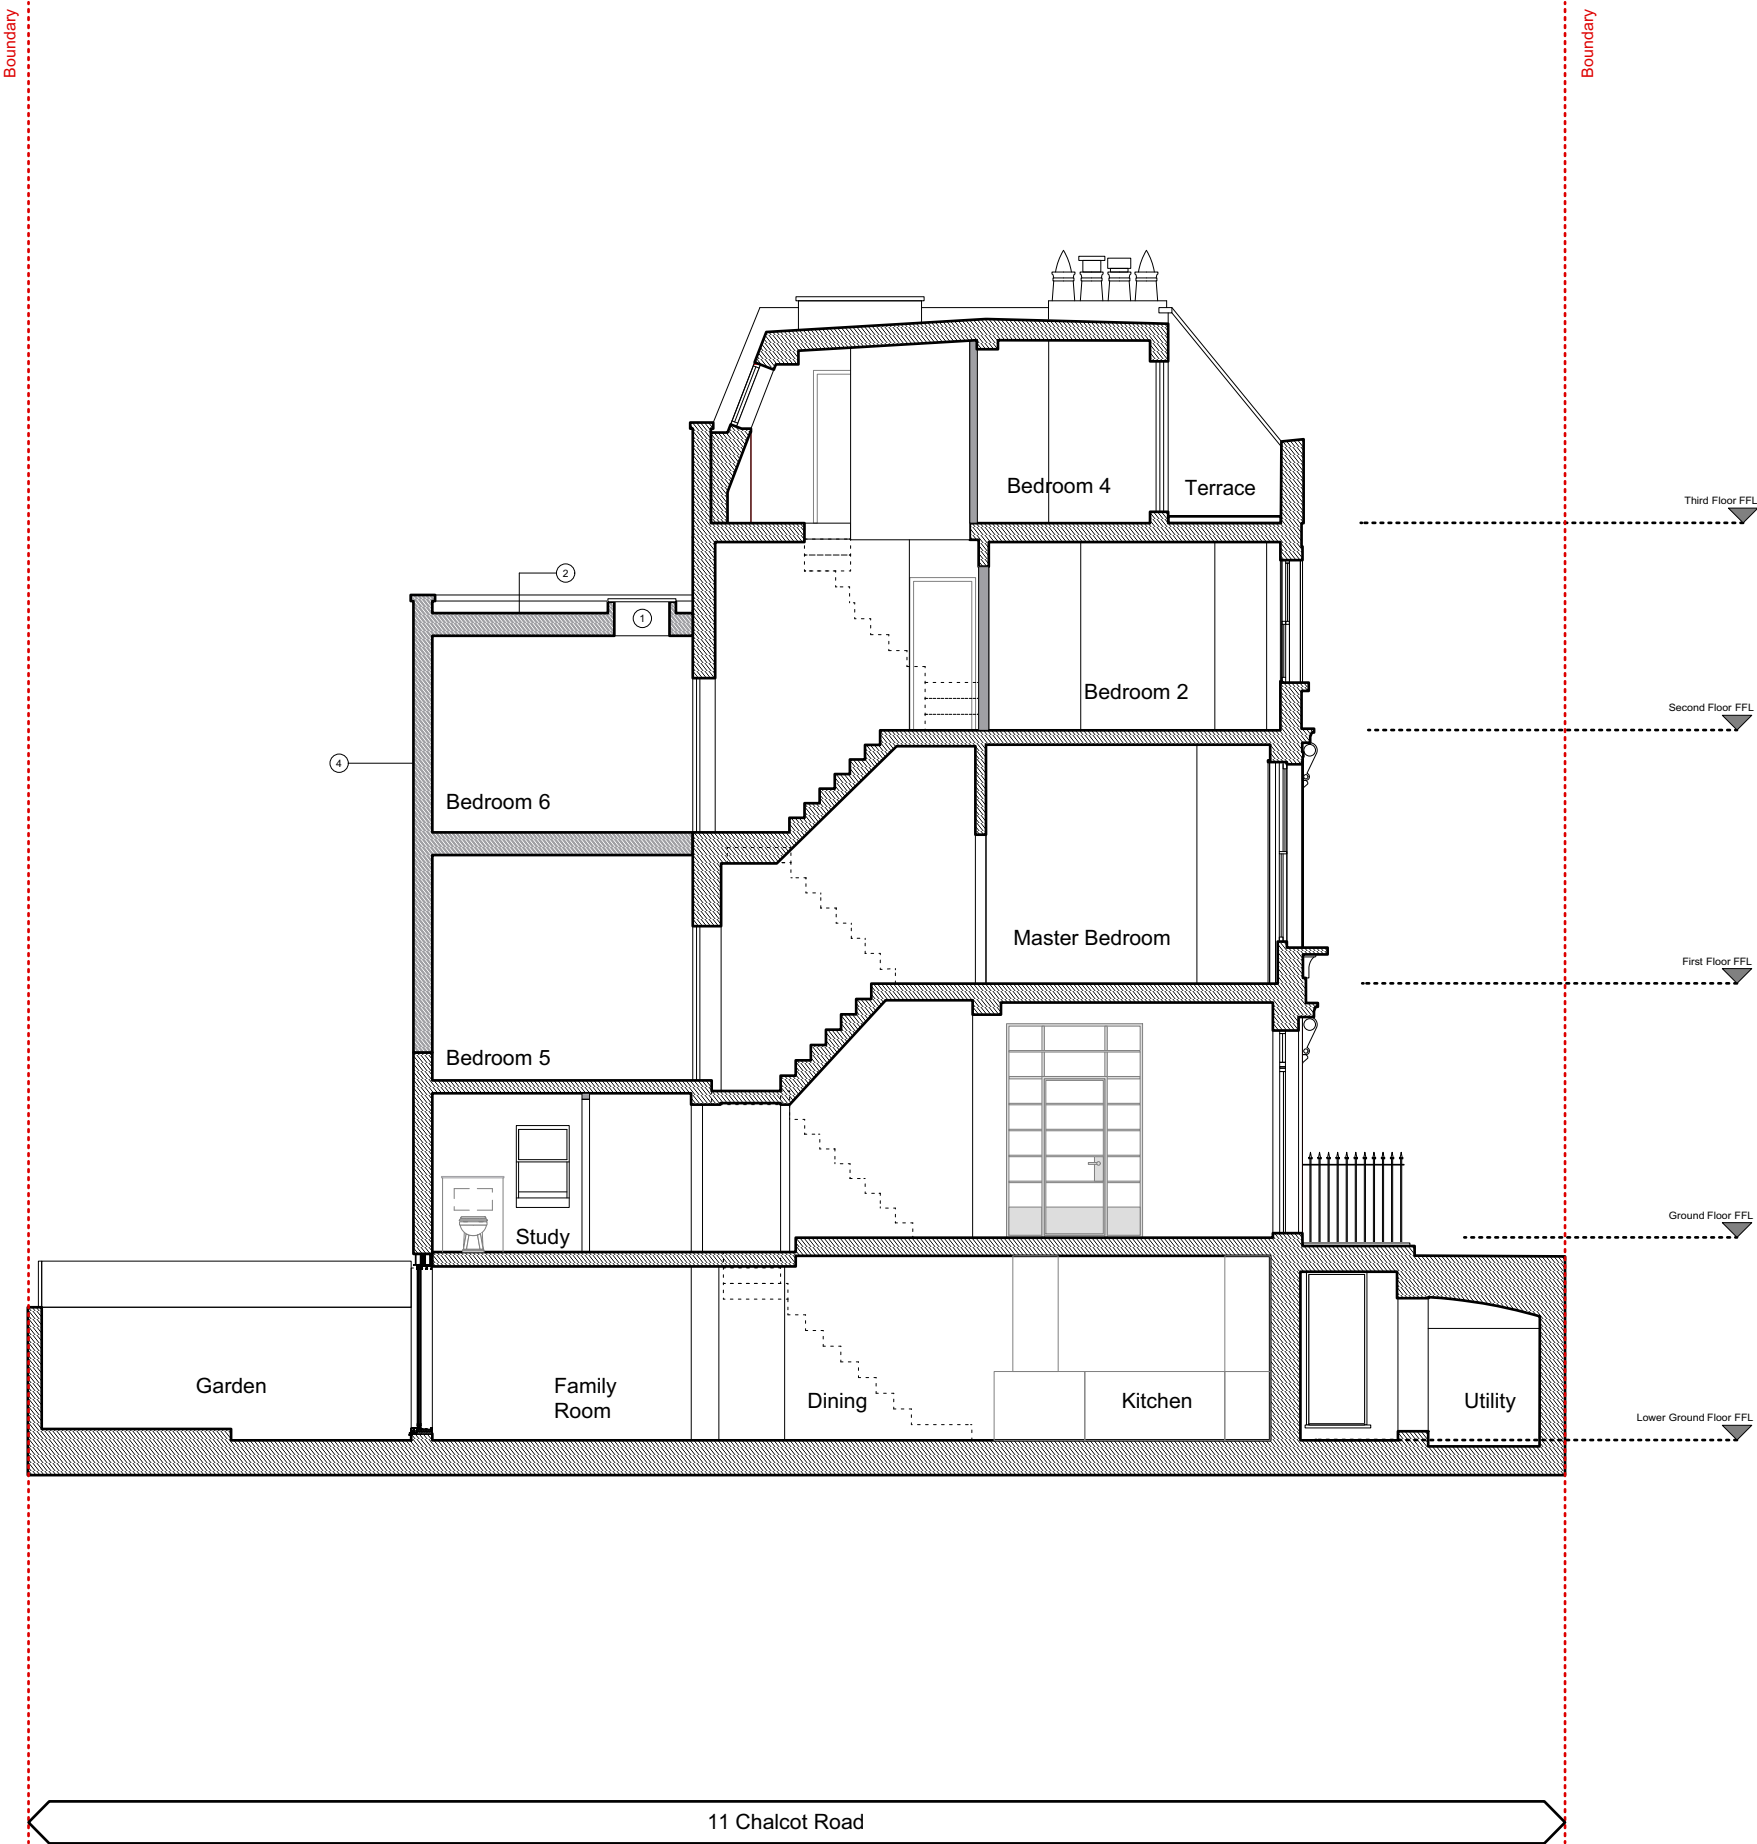 Boundary
Boundary
Bedroom 4
Terrace
Third Floor FFL
2
1
Bedroom 2
Second Floor FFL
4
Bedroom 6
Master Bedroom
First Floor FFL
Bedroom 5
Study
Ground Floor FFL
Garden
Family
Room
Dining
Kitchen
Utility
Lower Ground Floor FFL
11 Chalcot Road